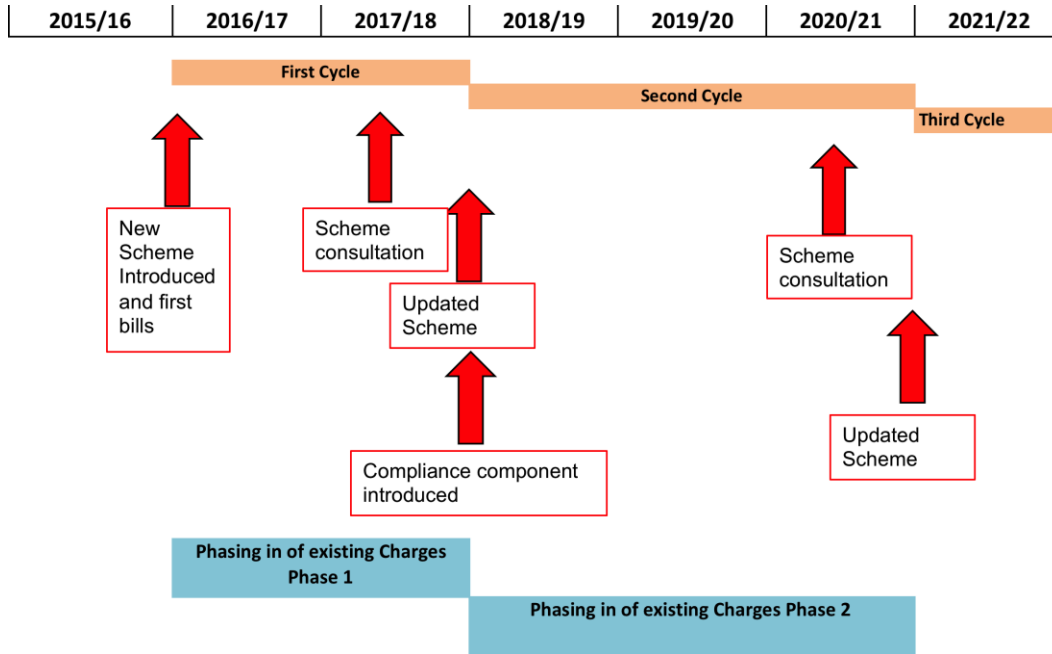 2015/16 2016/17 2017/18 2018/19 2019/20 2020/21 2021/22
First Cycle
Second Cycle
Third Cycle
New
Scheme
Introduced
and first
bills
Scheme
consultation
Updated
Scheme
Compliance component
introduced
Scheme
consultation
Updated
Scheme
Phasing in of existing Charges
Phase 1
Phasing in of existing Charges Phase 2